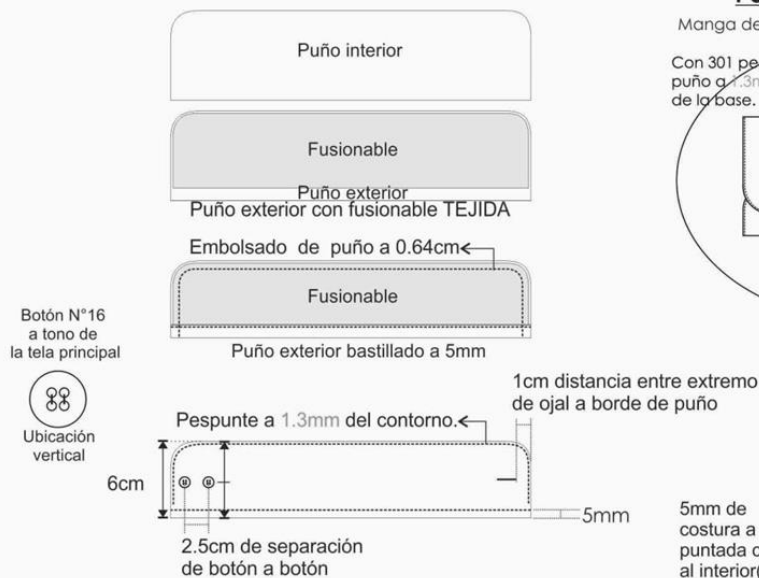 Puño interior
Fusionable
Puño exterior
Puño exterior con fusionable TEJIDA
Embolsado de puño a 0.64cm
Fusionable
Puño exterior bastillado a 5mm
Botón N°16
a tono de
la tela principal
Ubicación
vertical
Pespunte a 1.3mm del contorno.
1cm distancia entre extremo
de ojal a borde de puño
6cm
5mm
2.5cm de separación
de botón a botón
Manga de
Con 301 pe
puño a 1.3m
de la base.
5mm de
costura a
puntada d
al interior(